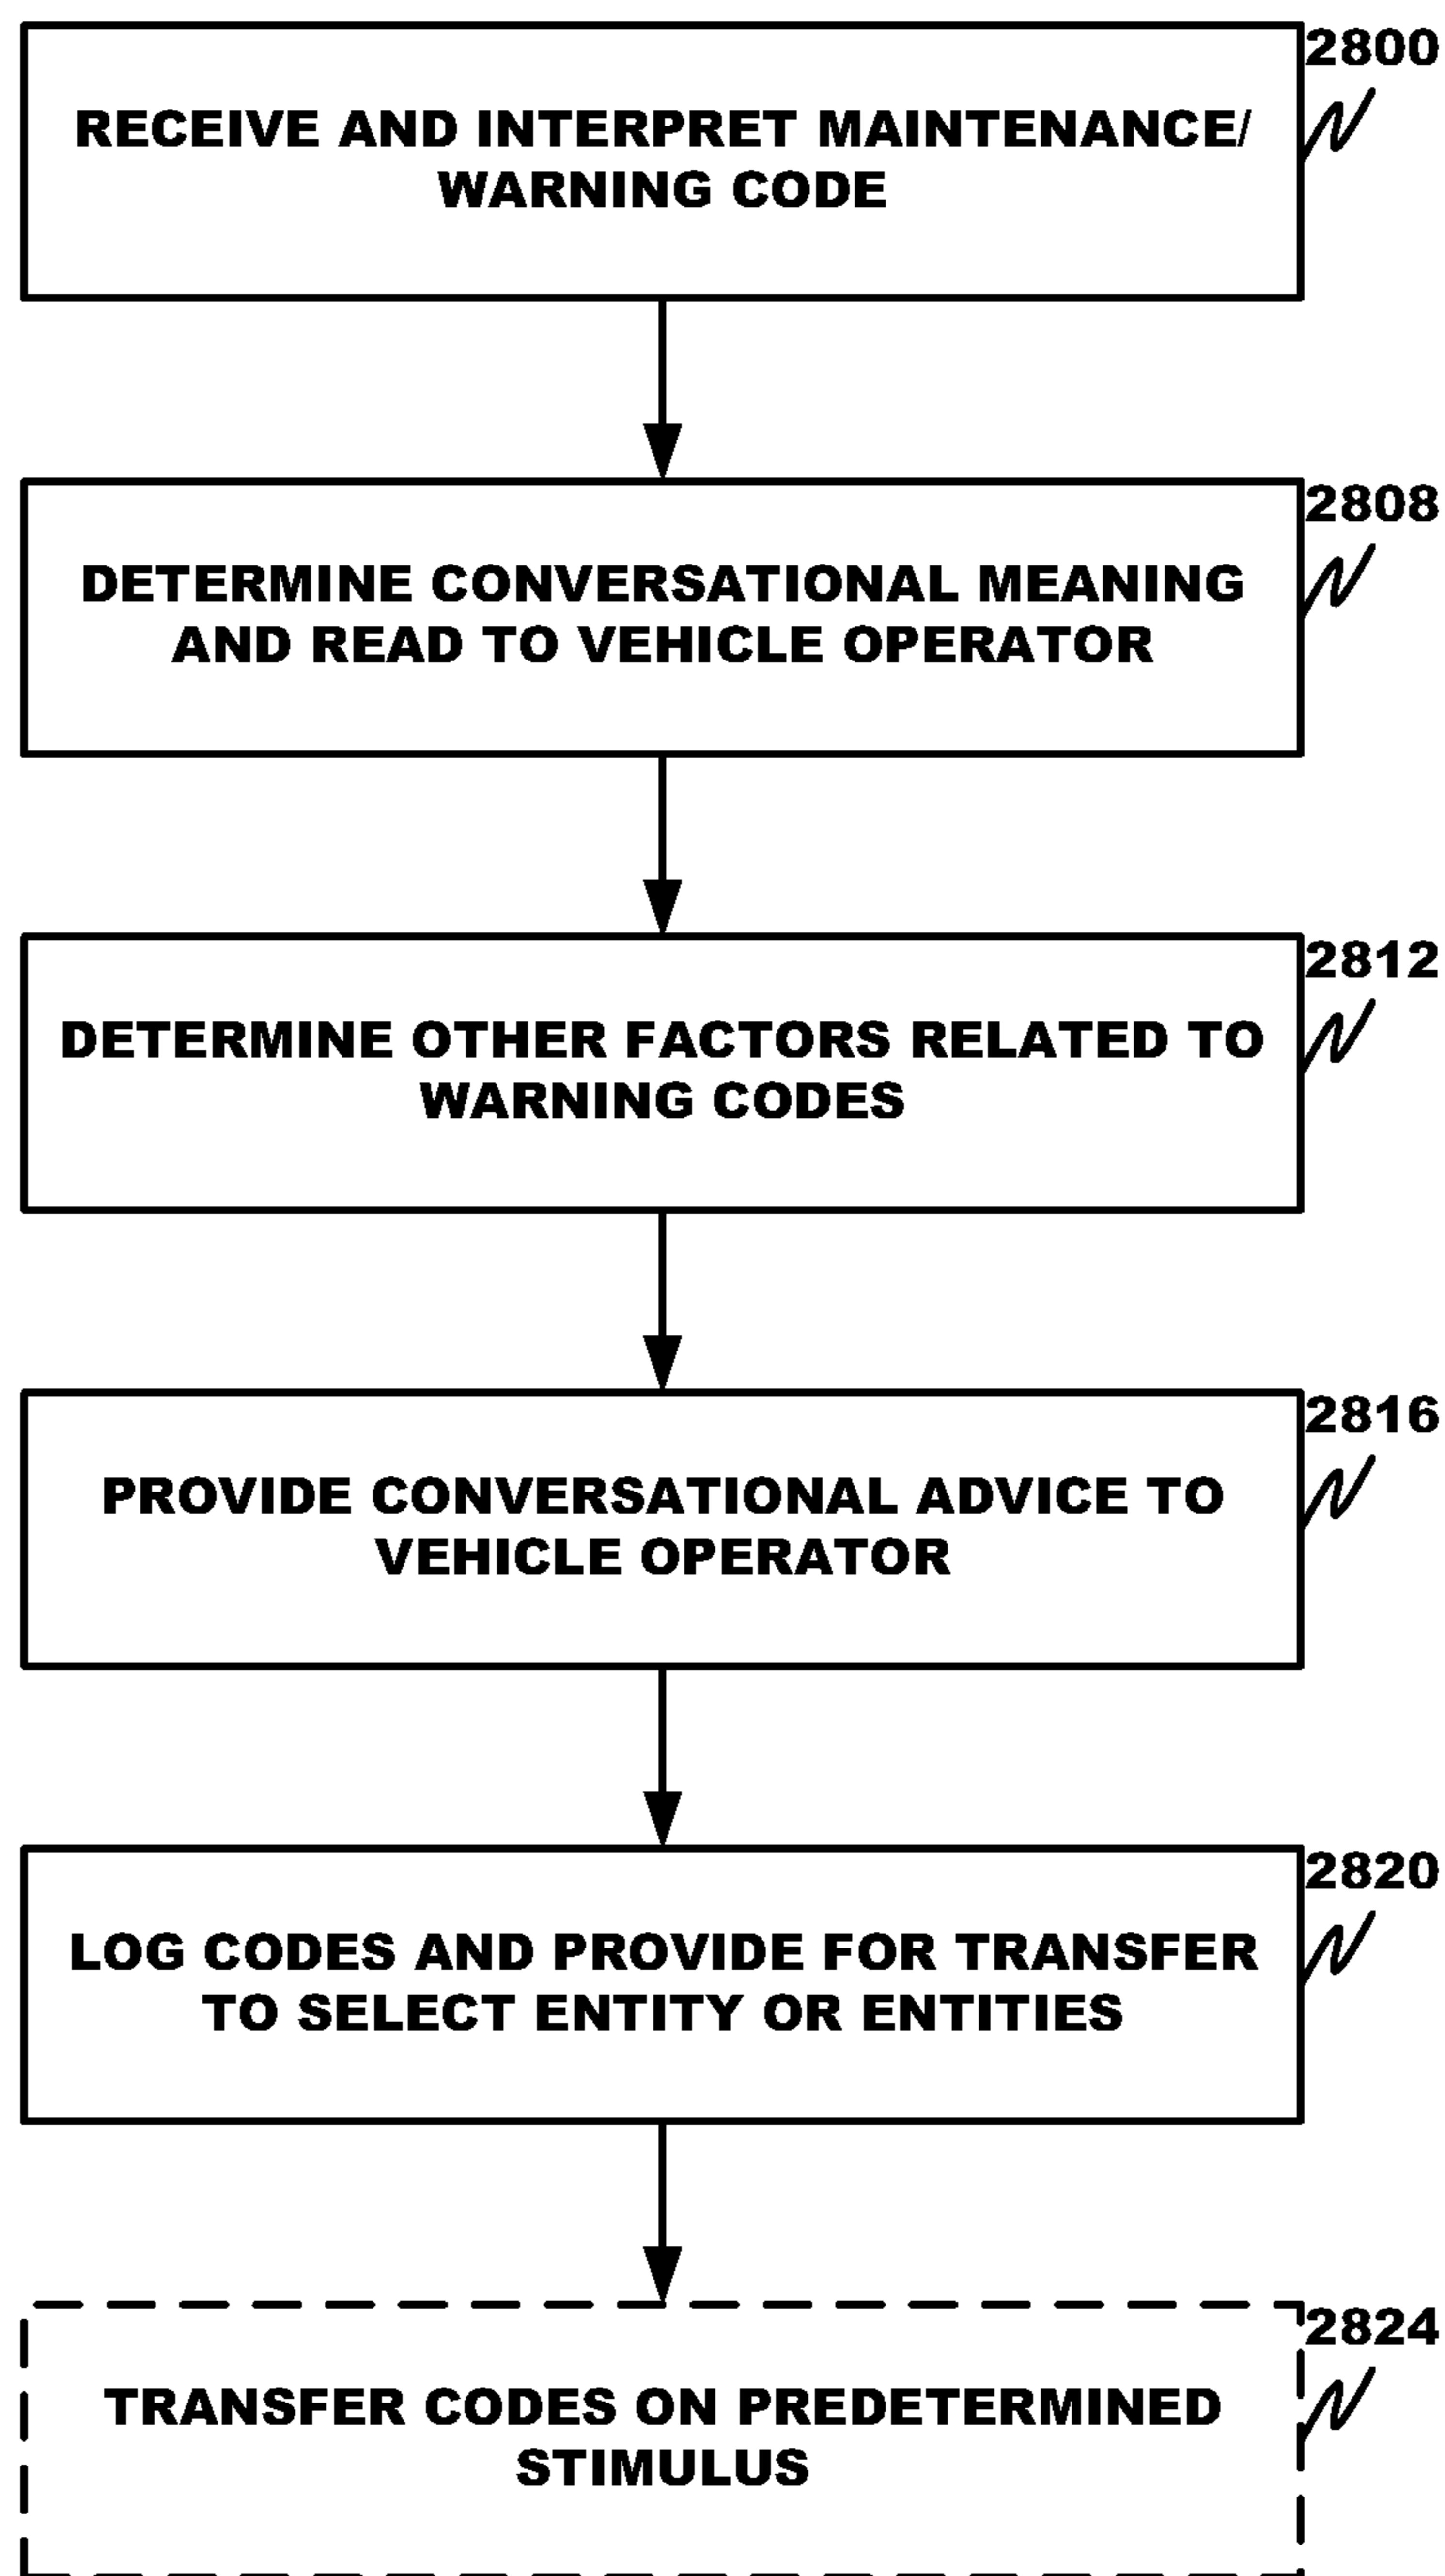 2800
RECEIVE AND INTERPRET MAINTENANCE/
WARNING CODE
2808
DETERMINE CONVERSATIONAL MEANING
AND READ TO VEHICLE OPERATOR
2812
DETERMINE OTHER FACTORS RELATED TO
WARNING CODES
2816
PROVIDE CONVERSATIONAL ADVICE TO
VEHICLE OPERATOR
2820
LOG CODES AND PROVIDE FOR TRANSFER
TO SELECT ENTITY OR ENTITIES
2824
TRANSFER CODES ON PREDETERMINED
STIMULUS